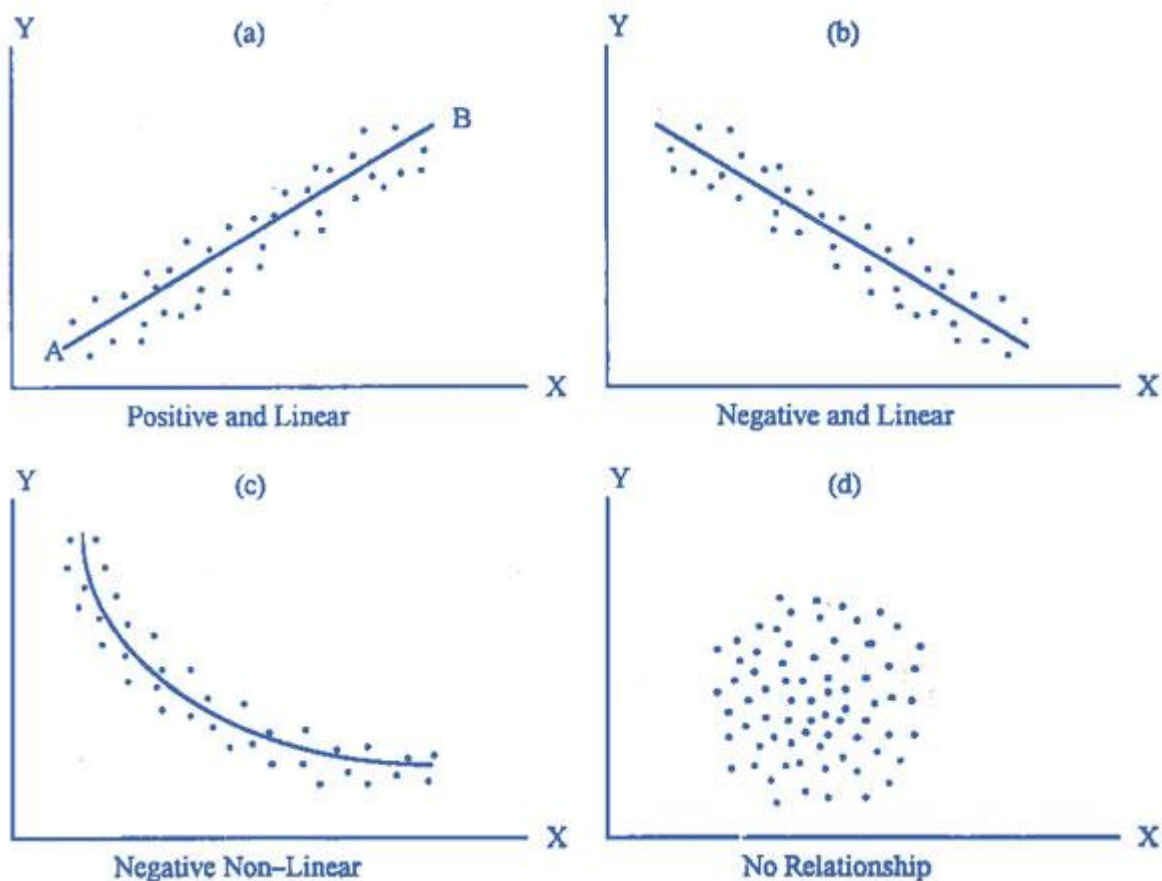 Y
(a)
B
A
X
Positive and Linear
Y
(b)
X
Negative and Linear
Y
(c)
X
Negative Non–Linear
Y
(d)
X
No Relationship